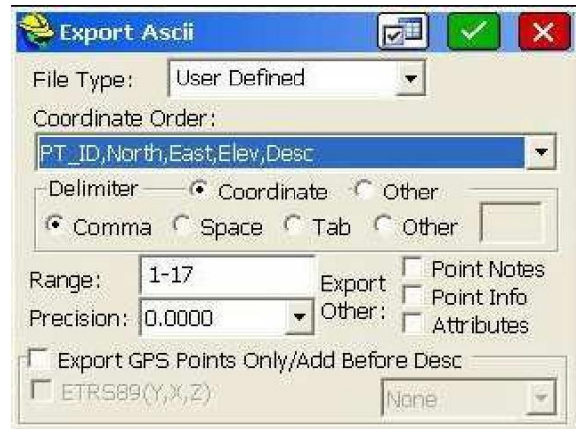 Export Ascii
File Type: User Defined
Coordinate Order:
PT_ID,North,East,Elev,Desc
Delimiter Coordinate Other
Comma Space Tab Other
Range: 1-17 Export Other: Point Notes
Point Info
Precision: 0.0000 Attributes
Export GPS Points Only/Add Before Desc
ETRS89(Y,X,Z) None